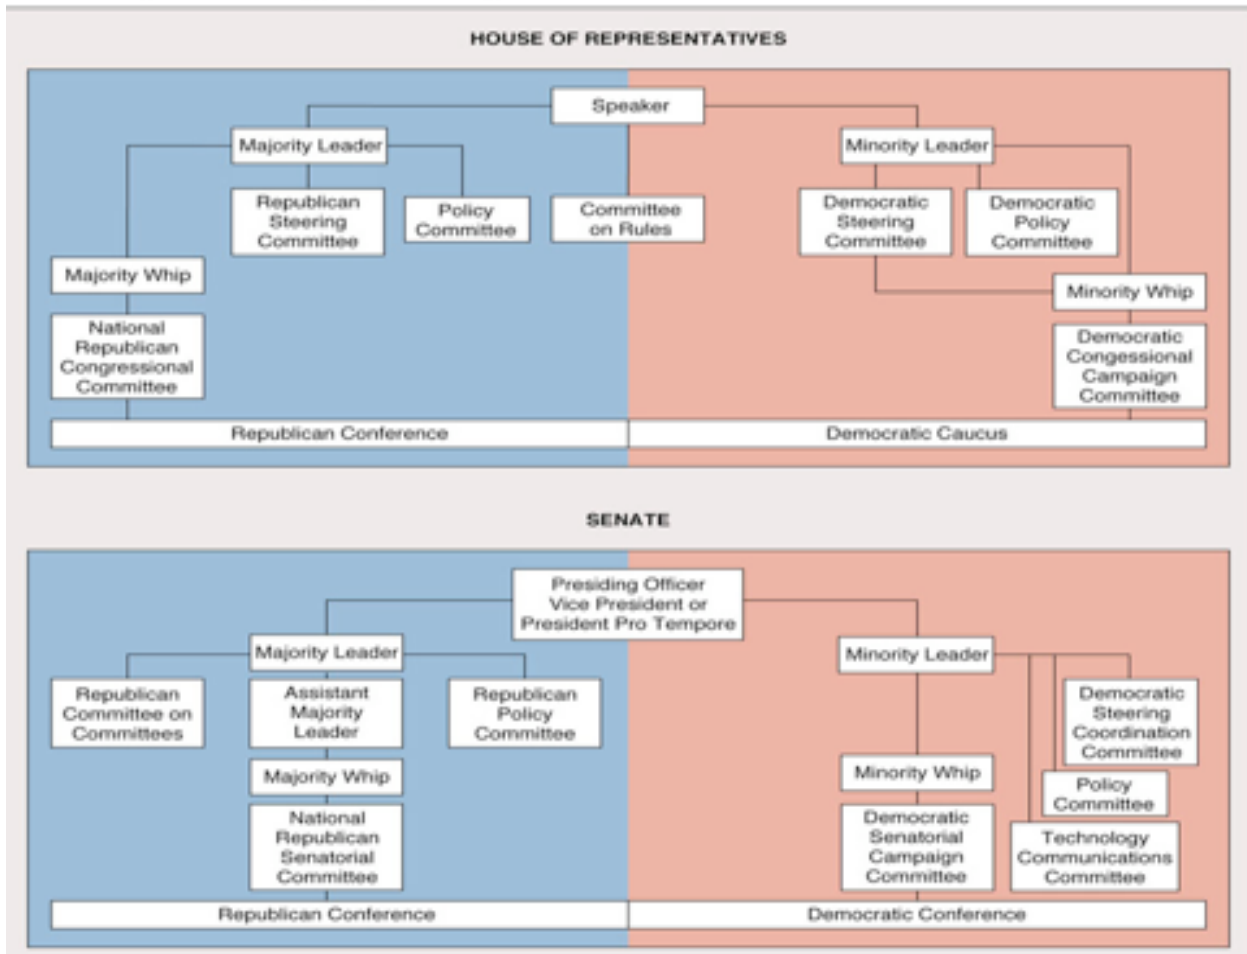 HOUSE OF REPRESENTATIVES
Speaker
Majority Leader
Minority Leader
Republican
Steering
Committee
Policy
Committee
Committee
on Rules
Democratic
Steering
Committee
Democratic
Policy
Committee
Majority Whip
Minority Whip
National
Republican
Congressional
Committee
Democratic
Congessional
Campaign
Committee
Republican Conference
Democratic Caucus
SENATE
Presiding Officer
Vice President or
President Pro Tempore
Majority Leader
Minority Leader
Republican
Committee on
Committees
Assistant
Majority
Leader
Republican
Policy
Committee
Democratic
Steering
Coordination
Committee
Majority Whip
Minority Whip
Policy
Committee
National
Republican
Senatorial
Committee
Democratic
Senatorial
Campaign
Committee
Technology
Communications
Committee
Republican Conference
Democratic Conference